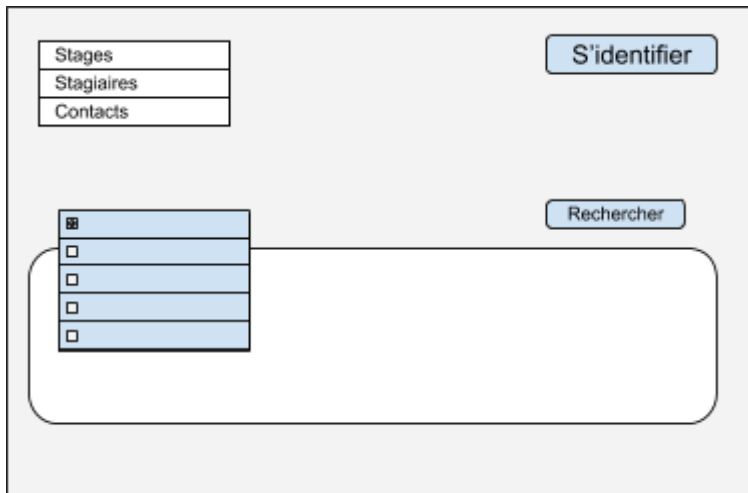 Stages
Stagiaires
Contacts
S'identifier
Rechercher